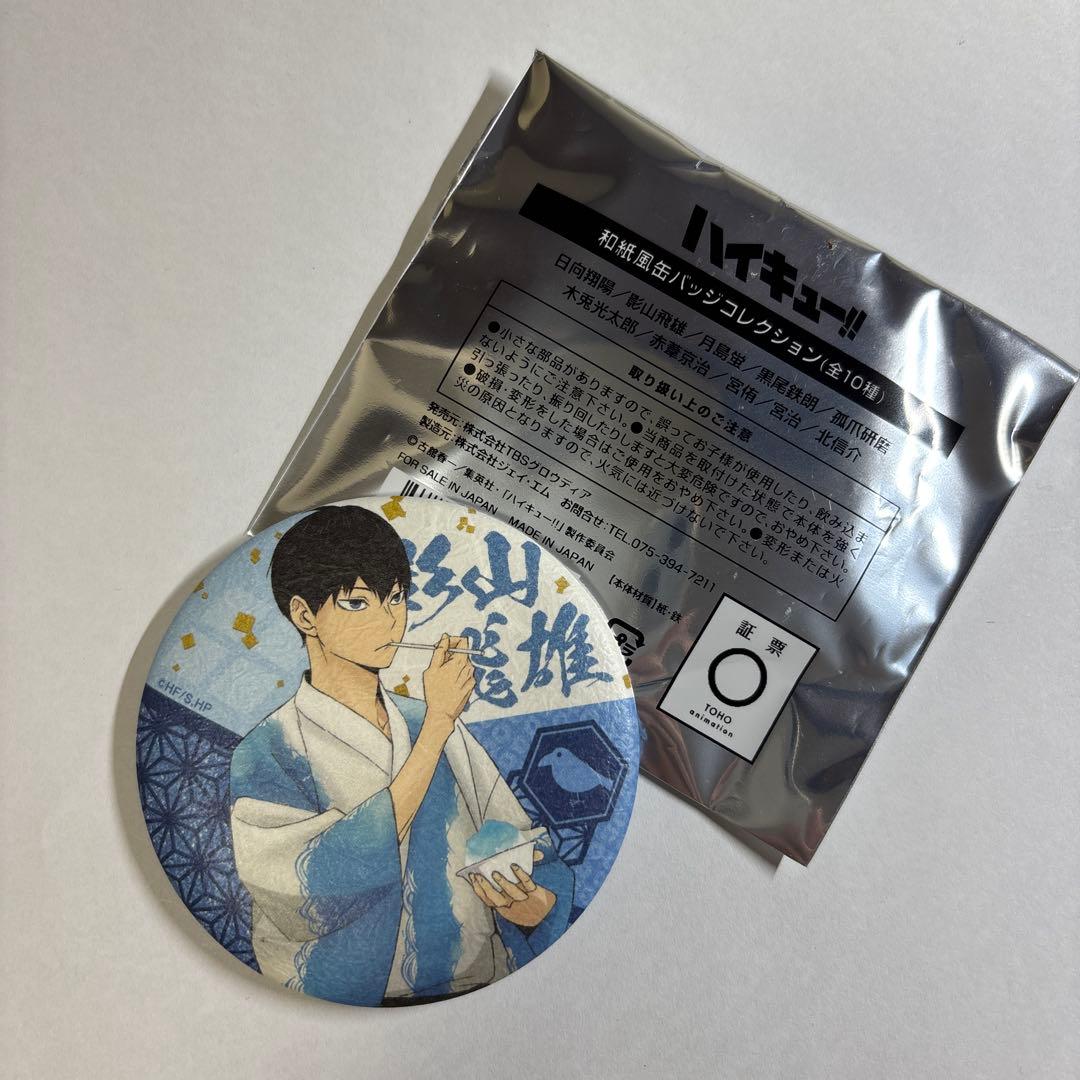 ハイキュー!!
和紙風缶バッジコレクション(全10種)
日向翔陽／影山飛雄／月島蛍／黒尾鉄朗／孤爪研磨
木兎光太郎／赤葦京治／宮侑／宮治／北信介
取り扱い上のご注意
●小さな部品がありますので、誤ってお子様が使用したり、飲み込ま
ないようにご注意下さい。●当商品を取付けた状態で本体を強く
引っ張ったり、振り回したりしますと大変危険ですので、おやめ下さい。
●破損・変形をした場合はご使用をおやめ下さい。●変形または火
災の原因となりますので、火気には近づけないで下さい。
発売元:株式会社TBSグロウディア
製造元:株式会社ジェイ・エム お問合せ:TEL.075-394-7211
©古舘春一／集英社・「ハイキュー!!」製作委員会
FOR SALE IN JAPAN MADE IN JAPAN 【本体材質】紙・鉄
証票
TOHO
animation
影山
飛雄
©HF/S,HP